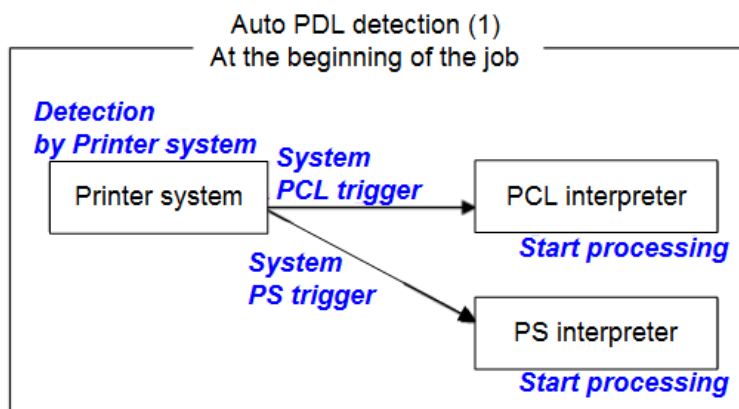 Auto PDL detection (1)
At the beginning of the job
Detection
by Printer system
System
PCL trigger
Printer system
PCL interpreter
Start processing
System
PS trigger
PS interpreter
Start processing